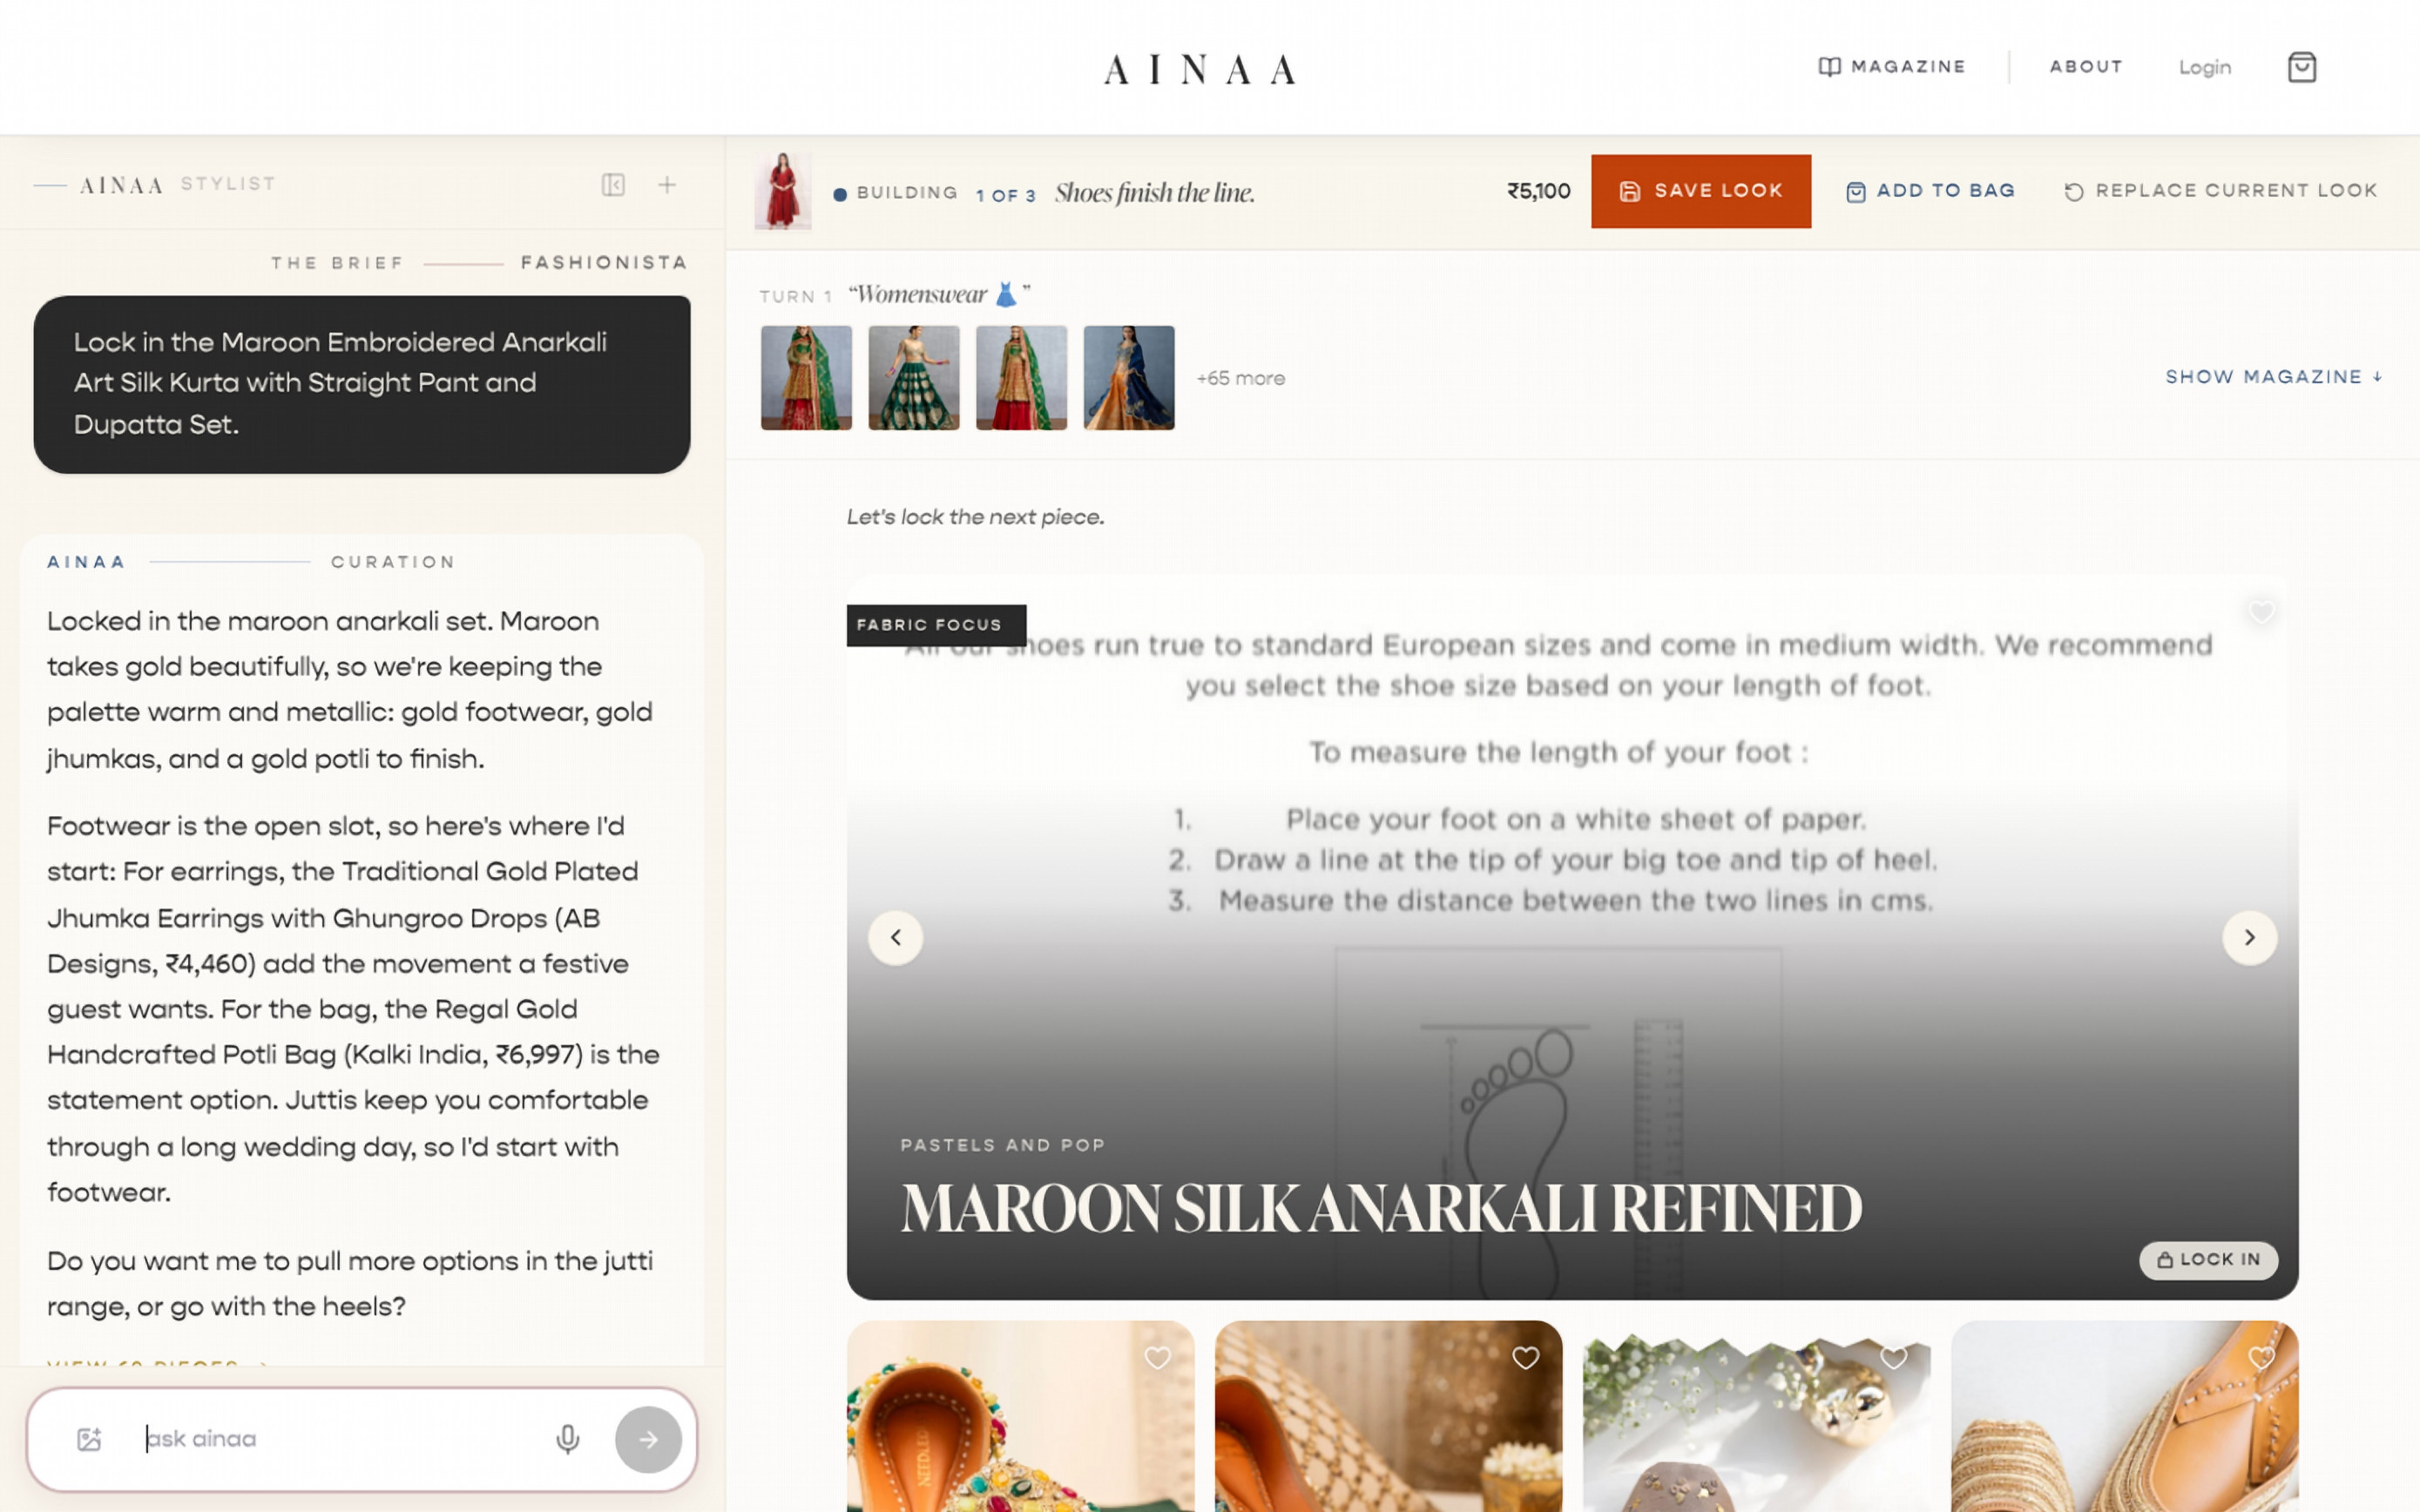 AINAA
MAGAZINE
ABOUT
Login
AINAA STYLIST
THE BRIEF
FASHIONISTA
Lock in the Maroon Embroidered Anarkali
Art Silk Kurta with Straight Pant and
Dupatta Set.
AINAA
CURATION
Locked in the maroon anarkali set. Maroon
takes gold beautifully, so we're keeping the
palette warm and metallic: gold footwear, gold
jhumkas, and a gold potli to finish.
Footwear is the open slot, so here's where I'd
start: For earrings, the Traditional Gold Plated
Jhumka Earrings with Ghungroo Drops (AB
Designs, ₹4,460) add the movement a festive
guest wants. For the bag, the Regal Gold
Handcrafted Potli Bag (Kalki India, ₹6,997) is the
statement option. Juttis keep you comfortable
through a long wedding day, so I'd start with
footwear.
Do you want me to pull more options in the jutti
range, or go with the heels?
ask ainaa
BUILDING 1 OF 3 Shoes finish the line.
₹5,100
SAVE LOOK
ADD TO BAG
REPLACE CURRENT LOOK
TURN 1 “Womenswear 👗”
+65 more
SHOW MAGAZINE ↓
Let's lock the next piece.
FABRIC FOCUS
All our shoes run true to standard European sizes and come in medium width. We recommend
you select the shoe size based on your length of foot.
To measure the length of your foot :
1. Place your foot on a white sheet of paper.
2. Draw a line at the tip of your big toe and tip of heel.
3. Measure the distance between the two lines in cms.
PASTELS AND POP
MAROON SILK ANARKALI REFINED
LOCK IN